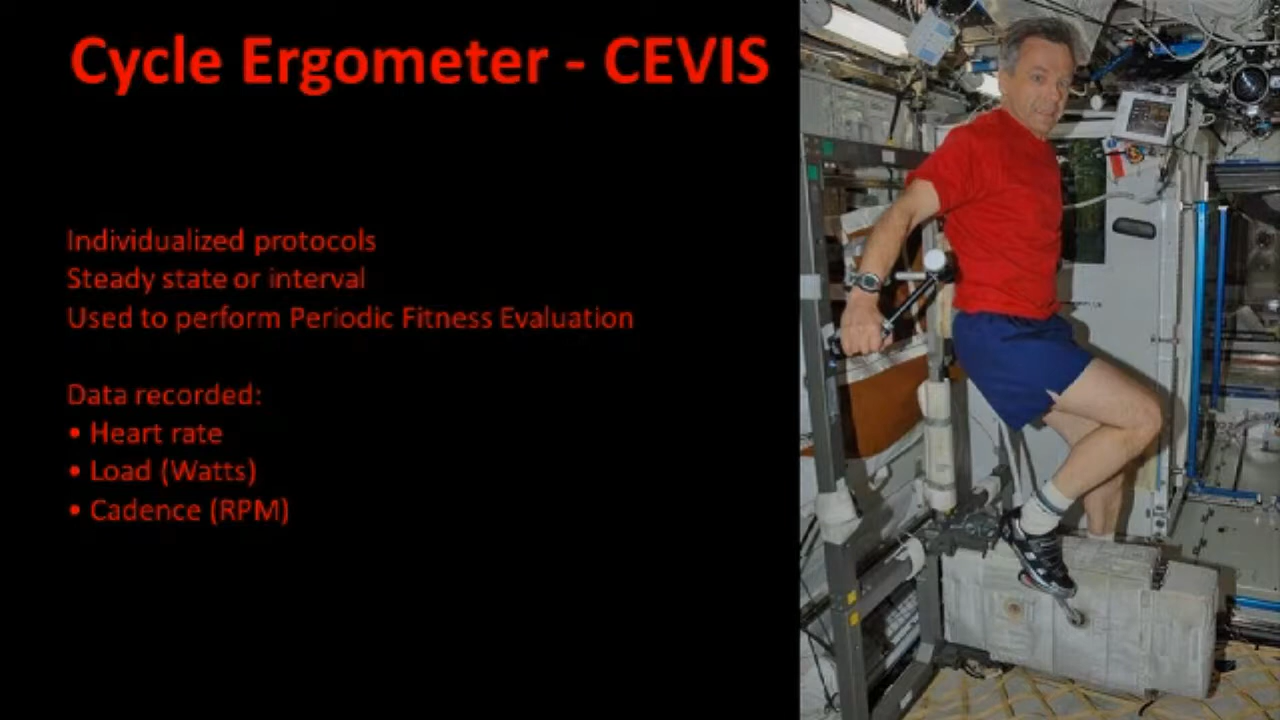 Cycle Ergometer - CEVIS
Individualized protocols
Steady state or interval
Used to perform Periodic Fitness Evaluation
Data recorded:
• Heart rate
• Load (Watts)
• Cadence (RPM)